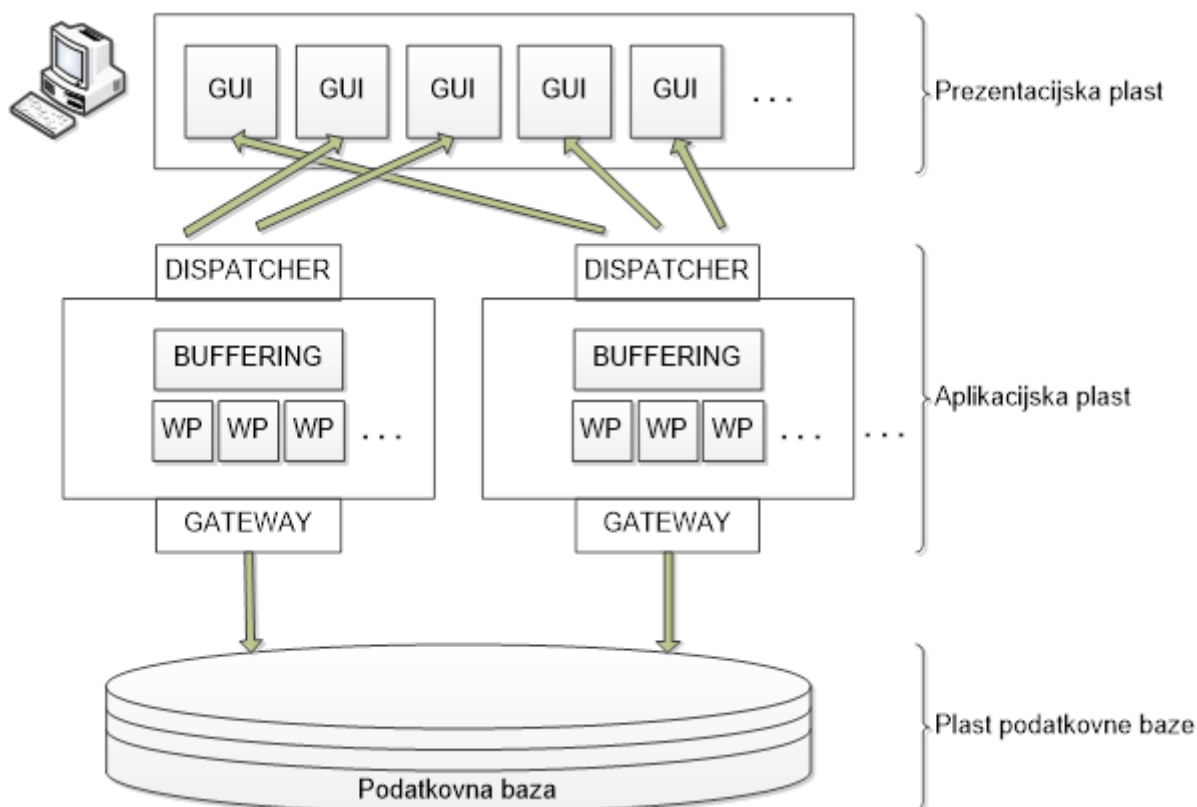 GUI GUI GUI GUI GUI . . .
Prezentacijska plast
DISPATCHER DISPATCHER
BUFFERING BUFFERING
Aplikacijska plast
WP WP WP . . . WP WP WP . . . . . .
GATEWAY GATEWAY
Plast podatkovne baze
Podatkovna baza